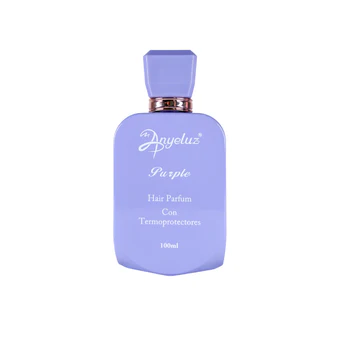 Anyeluz®
Purple
Hair Parfum
Con
Termoprotectores
100ml